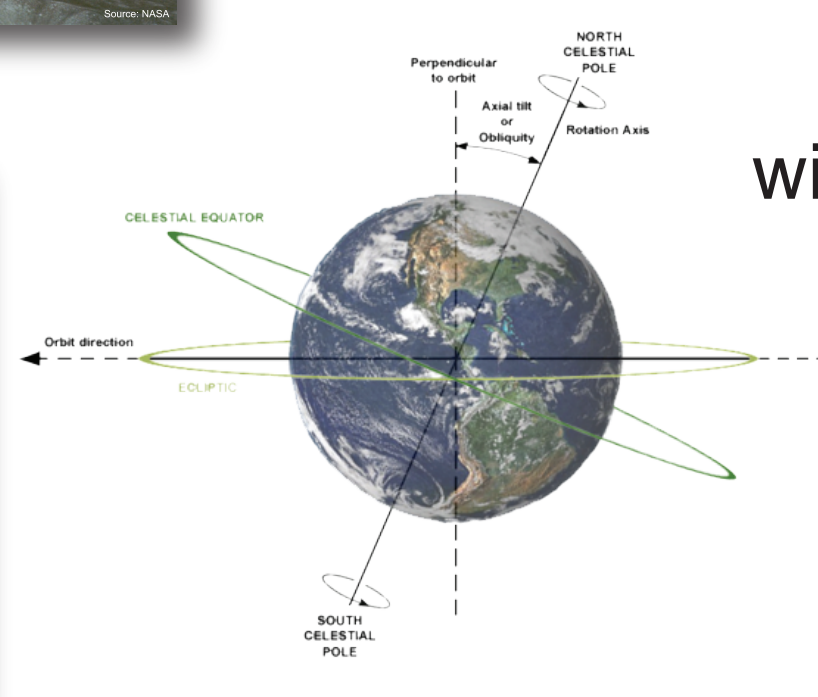 Source: NASA
NORTH
CELESTIAL
POLE
Perpendicular
to orbit
Axial tilt
or
Obliquity
Rotation Axis
wi
CELESTIAL EQUATOR
Orbit direction
ECLIPTIC
SOUTH
CELESTIAL
POLE